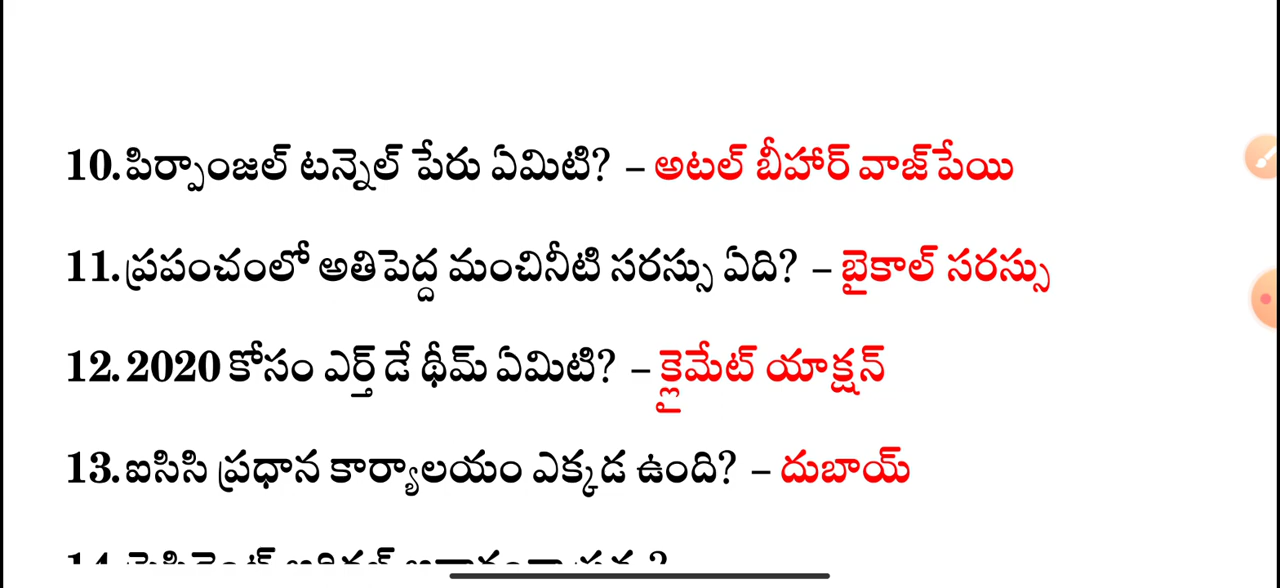 10.పిర్పాంజల్ టన్నెల్ పేరు ఏమిటి? – అటల్ బీహార్ వాజ్‌పేయి
11.ప్రపంచంలో అతిపెద్ద మంచినీటి సరస్సు ఏది? – బైకాల్ సరస్సు
12.2020 కోసం ఎర్త్ డే థీమ్ ఏమిటి? – క్లైమేట్ యాక్షన్
13.ఐసిసి ప్రధాన కార్యాలయం ఎక్కడ ఉంది? – దుబాయ్